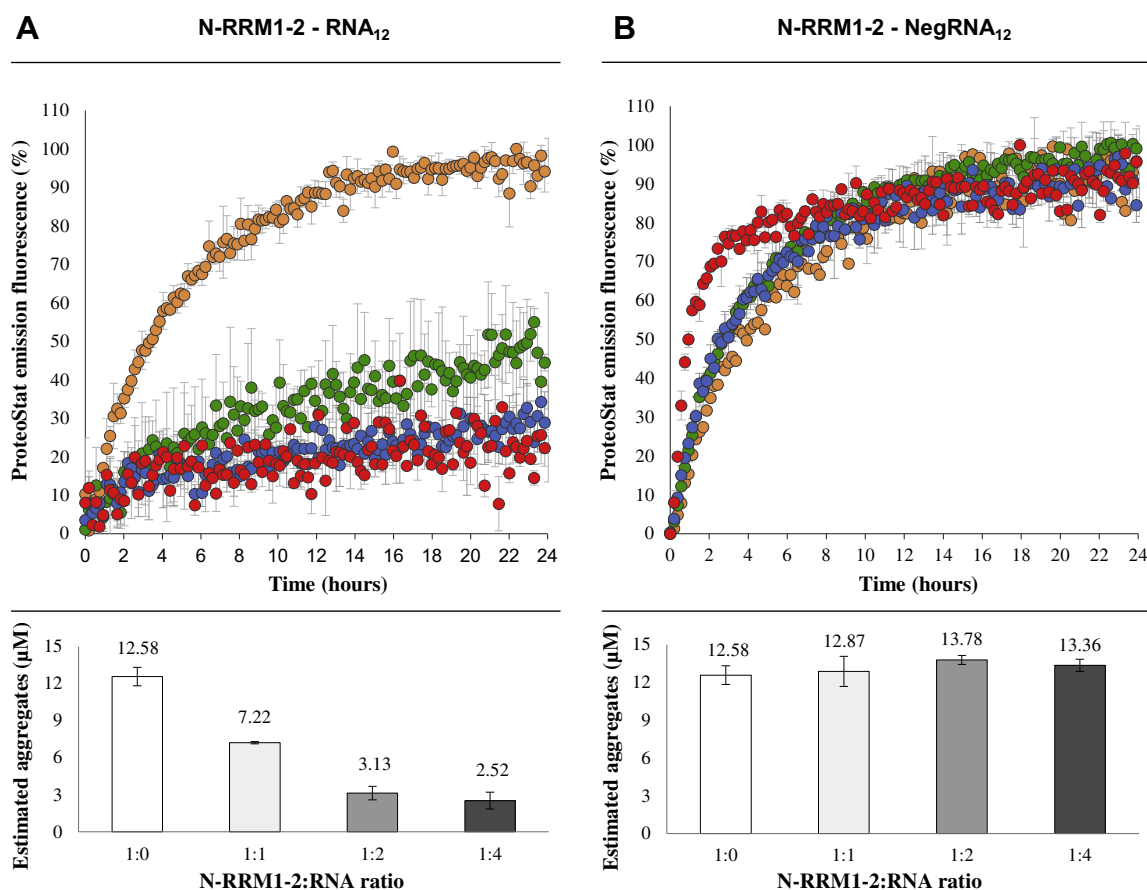 A
N-RRM1-2 - RNA₁₂
ProteoStat emission fluorescence (%)
110
100
90
80
70
60
50
40
30
20
10
0
0 2 4 6 8 10 12 14 16 18 20 22 24
Time (hours)
Estimated aggregates (µM)
15
12
9
6
3
0
12.58
7.22
3.13
2.52
1:0 1:1 1:2 1:4
N-RRM1-2:RNA ratio
B
N-RRM1-2 - NegRNA₁₂
ProteoStat emission fluorescence (%)
110
100
90
80
70
60
50
40
30
20
10
0
0 2 4 6 8 10 12 14 16 18 20 22 24
Time (hours)
Estimated aggregates (µM)
15
12
9
6
3
0
12.58
12.87
13.78
13.36
1:0 1:1 1:2 1:4
N-RRM1-2:RNA ratio